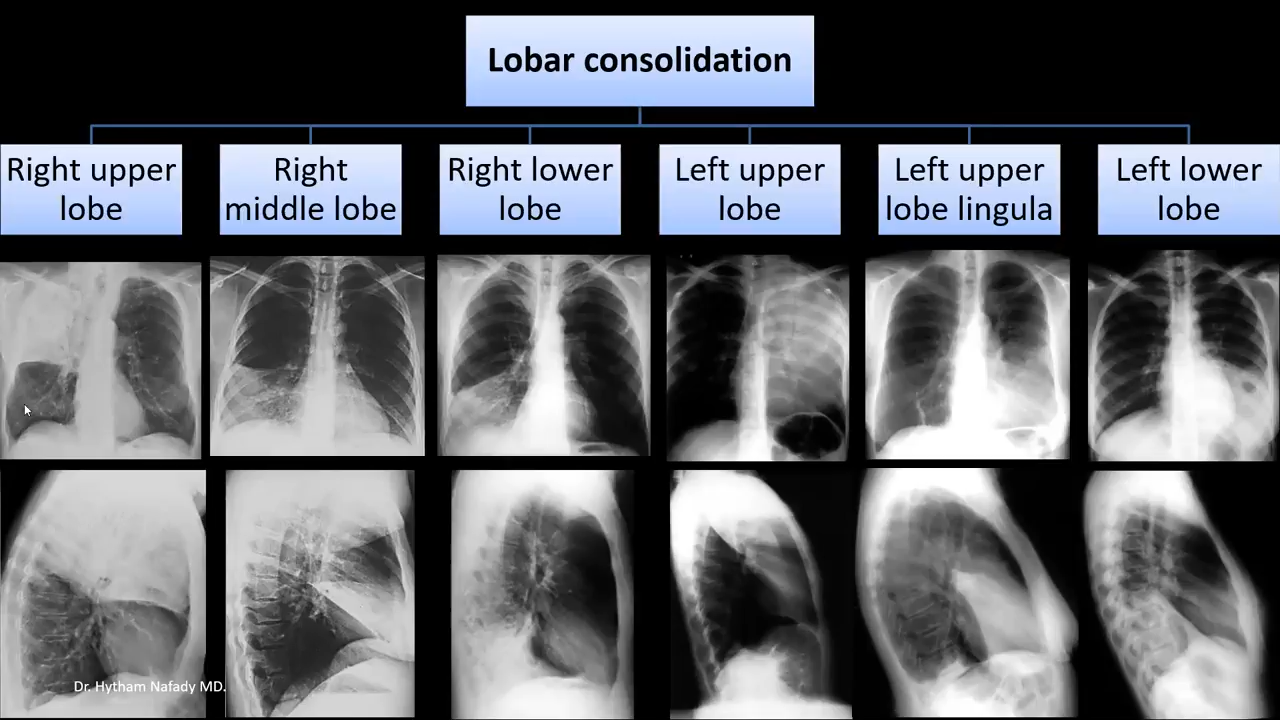 Lobar consolidation
Right upper
lobe
Right
middle lobe
Right lower
lobe
Left upper
lobe
Left upper
lobe lingula
Left lower
lobe
Dr. Hytham Nafady MD.